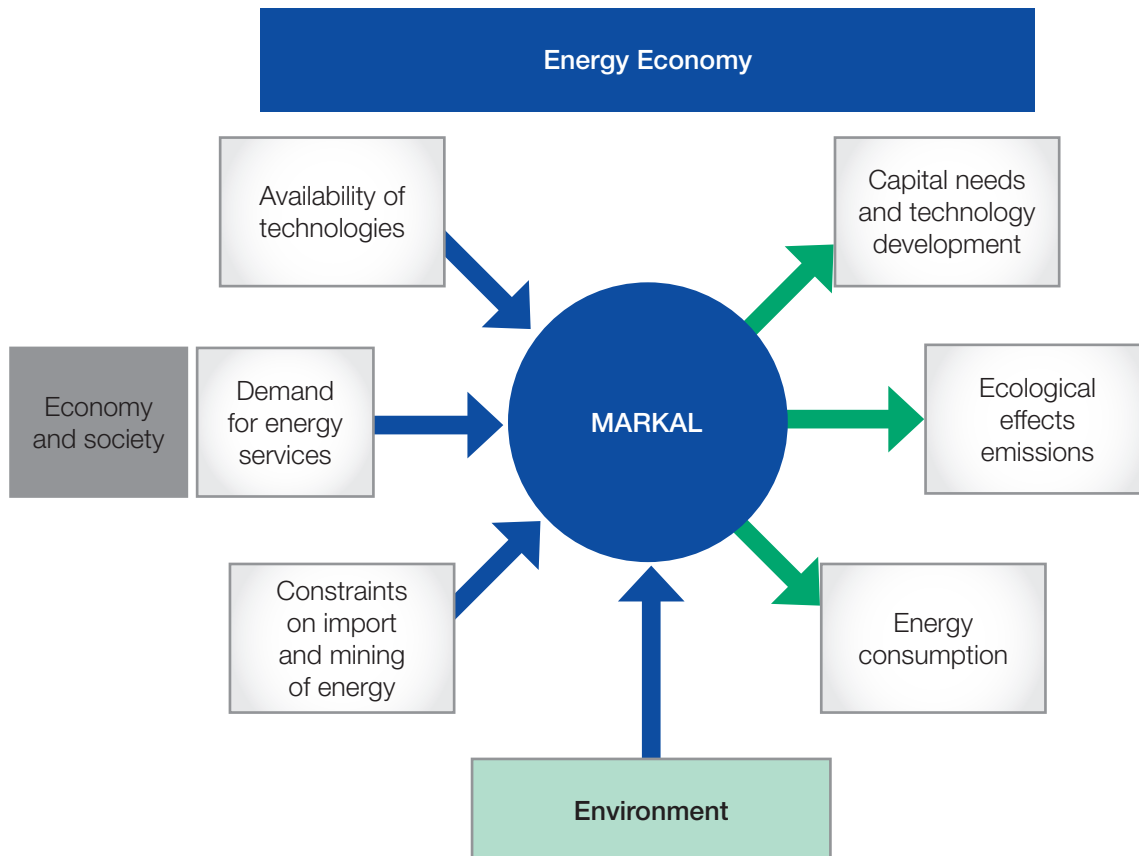 Energy Economy
Availability of
technologies
Capital needs
and technology
development
Economy
and society
Demand
for energy
services
MARKAL
Ecological
effects
emissions
Constraints
on import
and mining
of energy
Energy
consumption
Environment